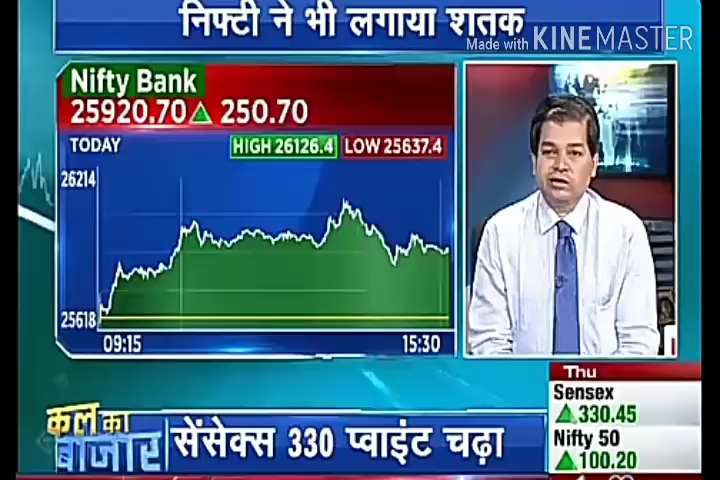 निफ्टी ने भी लगाया शतक
Made with KINEMASTER
Nifty Bank
25920.70 ▲ 250.70
TODAY
HIGH 26126.4 LOW 25637.4
26214
25618
09:15 15:30
Thu
Sensex
▲330.45
Nifty 50
▲100.20
कल का
बाजार
सेंसेक्स 330 प्वाइंट चढ़ा